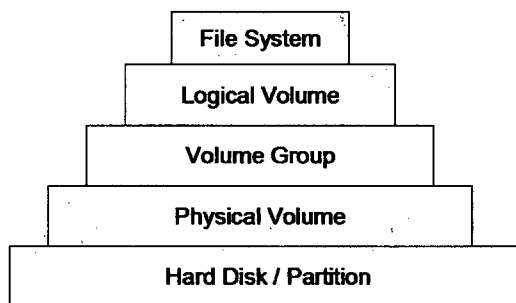 File System
Logical Volume
Volume Group
Physical Volume
Hard Disk / Partition